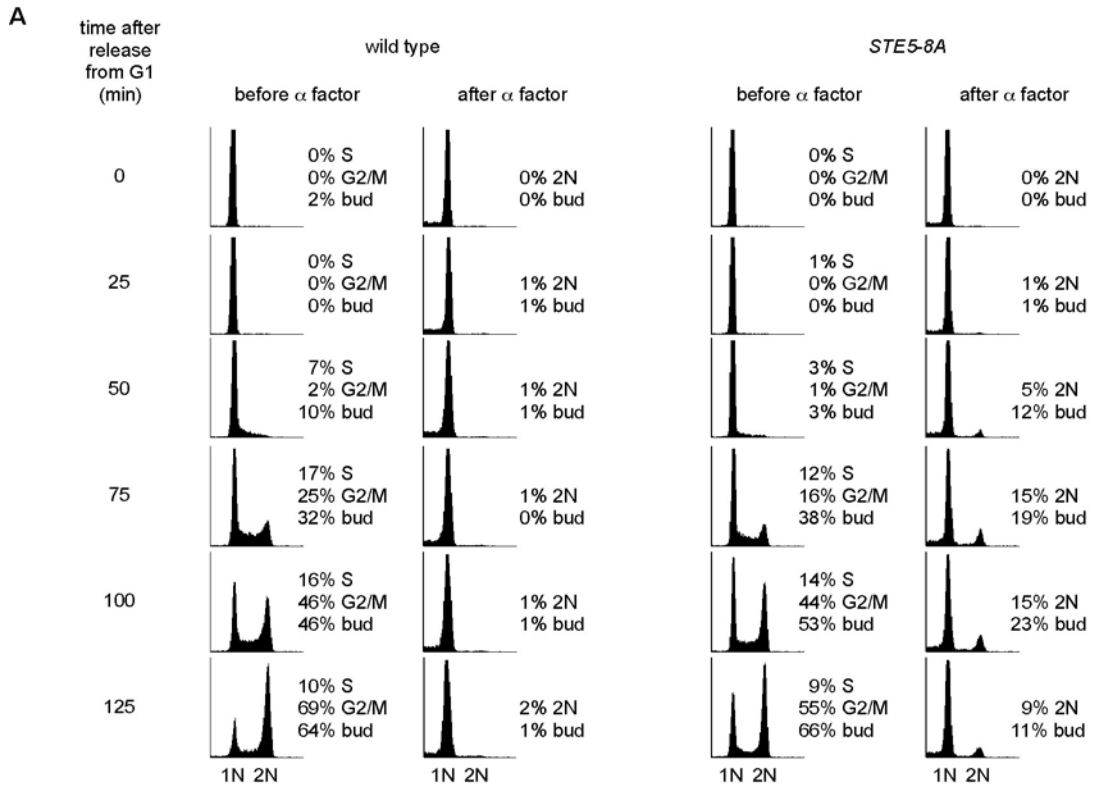 A
time after
release
from G1
(min)
wild type
STE5-8A
before α factor
after α factor
before α factor
after α factor
0
0% S
0% G2/M
2% bud
0% 2N
0% bud
0% S
0% G2/M
0% bud
0% 2N
0% bud
25
0% S
0% G2/M
0% bud
1% 2N
1% bud
1% S
0% G2/M
0% bud
1% 2N
1% bud
50
7% S
2% G2/M
10% bud
1% 2N
1% bud
3% S
1% G2/M
3% bud
5% 2N
12% bud
75
17% S
25% G2/M
32% bud
1% 2N
0% bud
12% S
16% G2/M
38% bud
15% 2N
19% bud
100
16% S
46% G2/M
46% bud
1% 2N
1% bud
14% S
44% G2/M
53% bud
15% 2N
23% bud
125
10% S
69% G2/M
64% bud
2% 2N
1% bud
9% S
55% G2/M
66% bud
9% 2N
11% bud
1N 2N
1N 2N
1N 2N
1N 2N